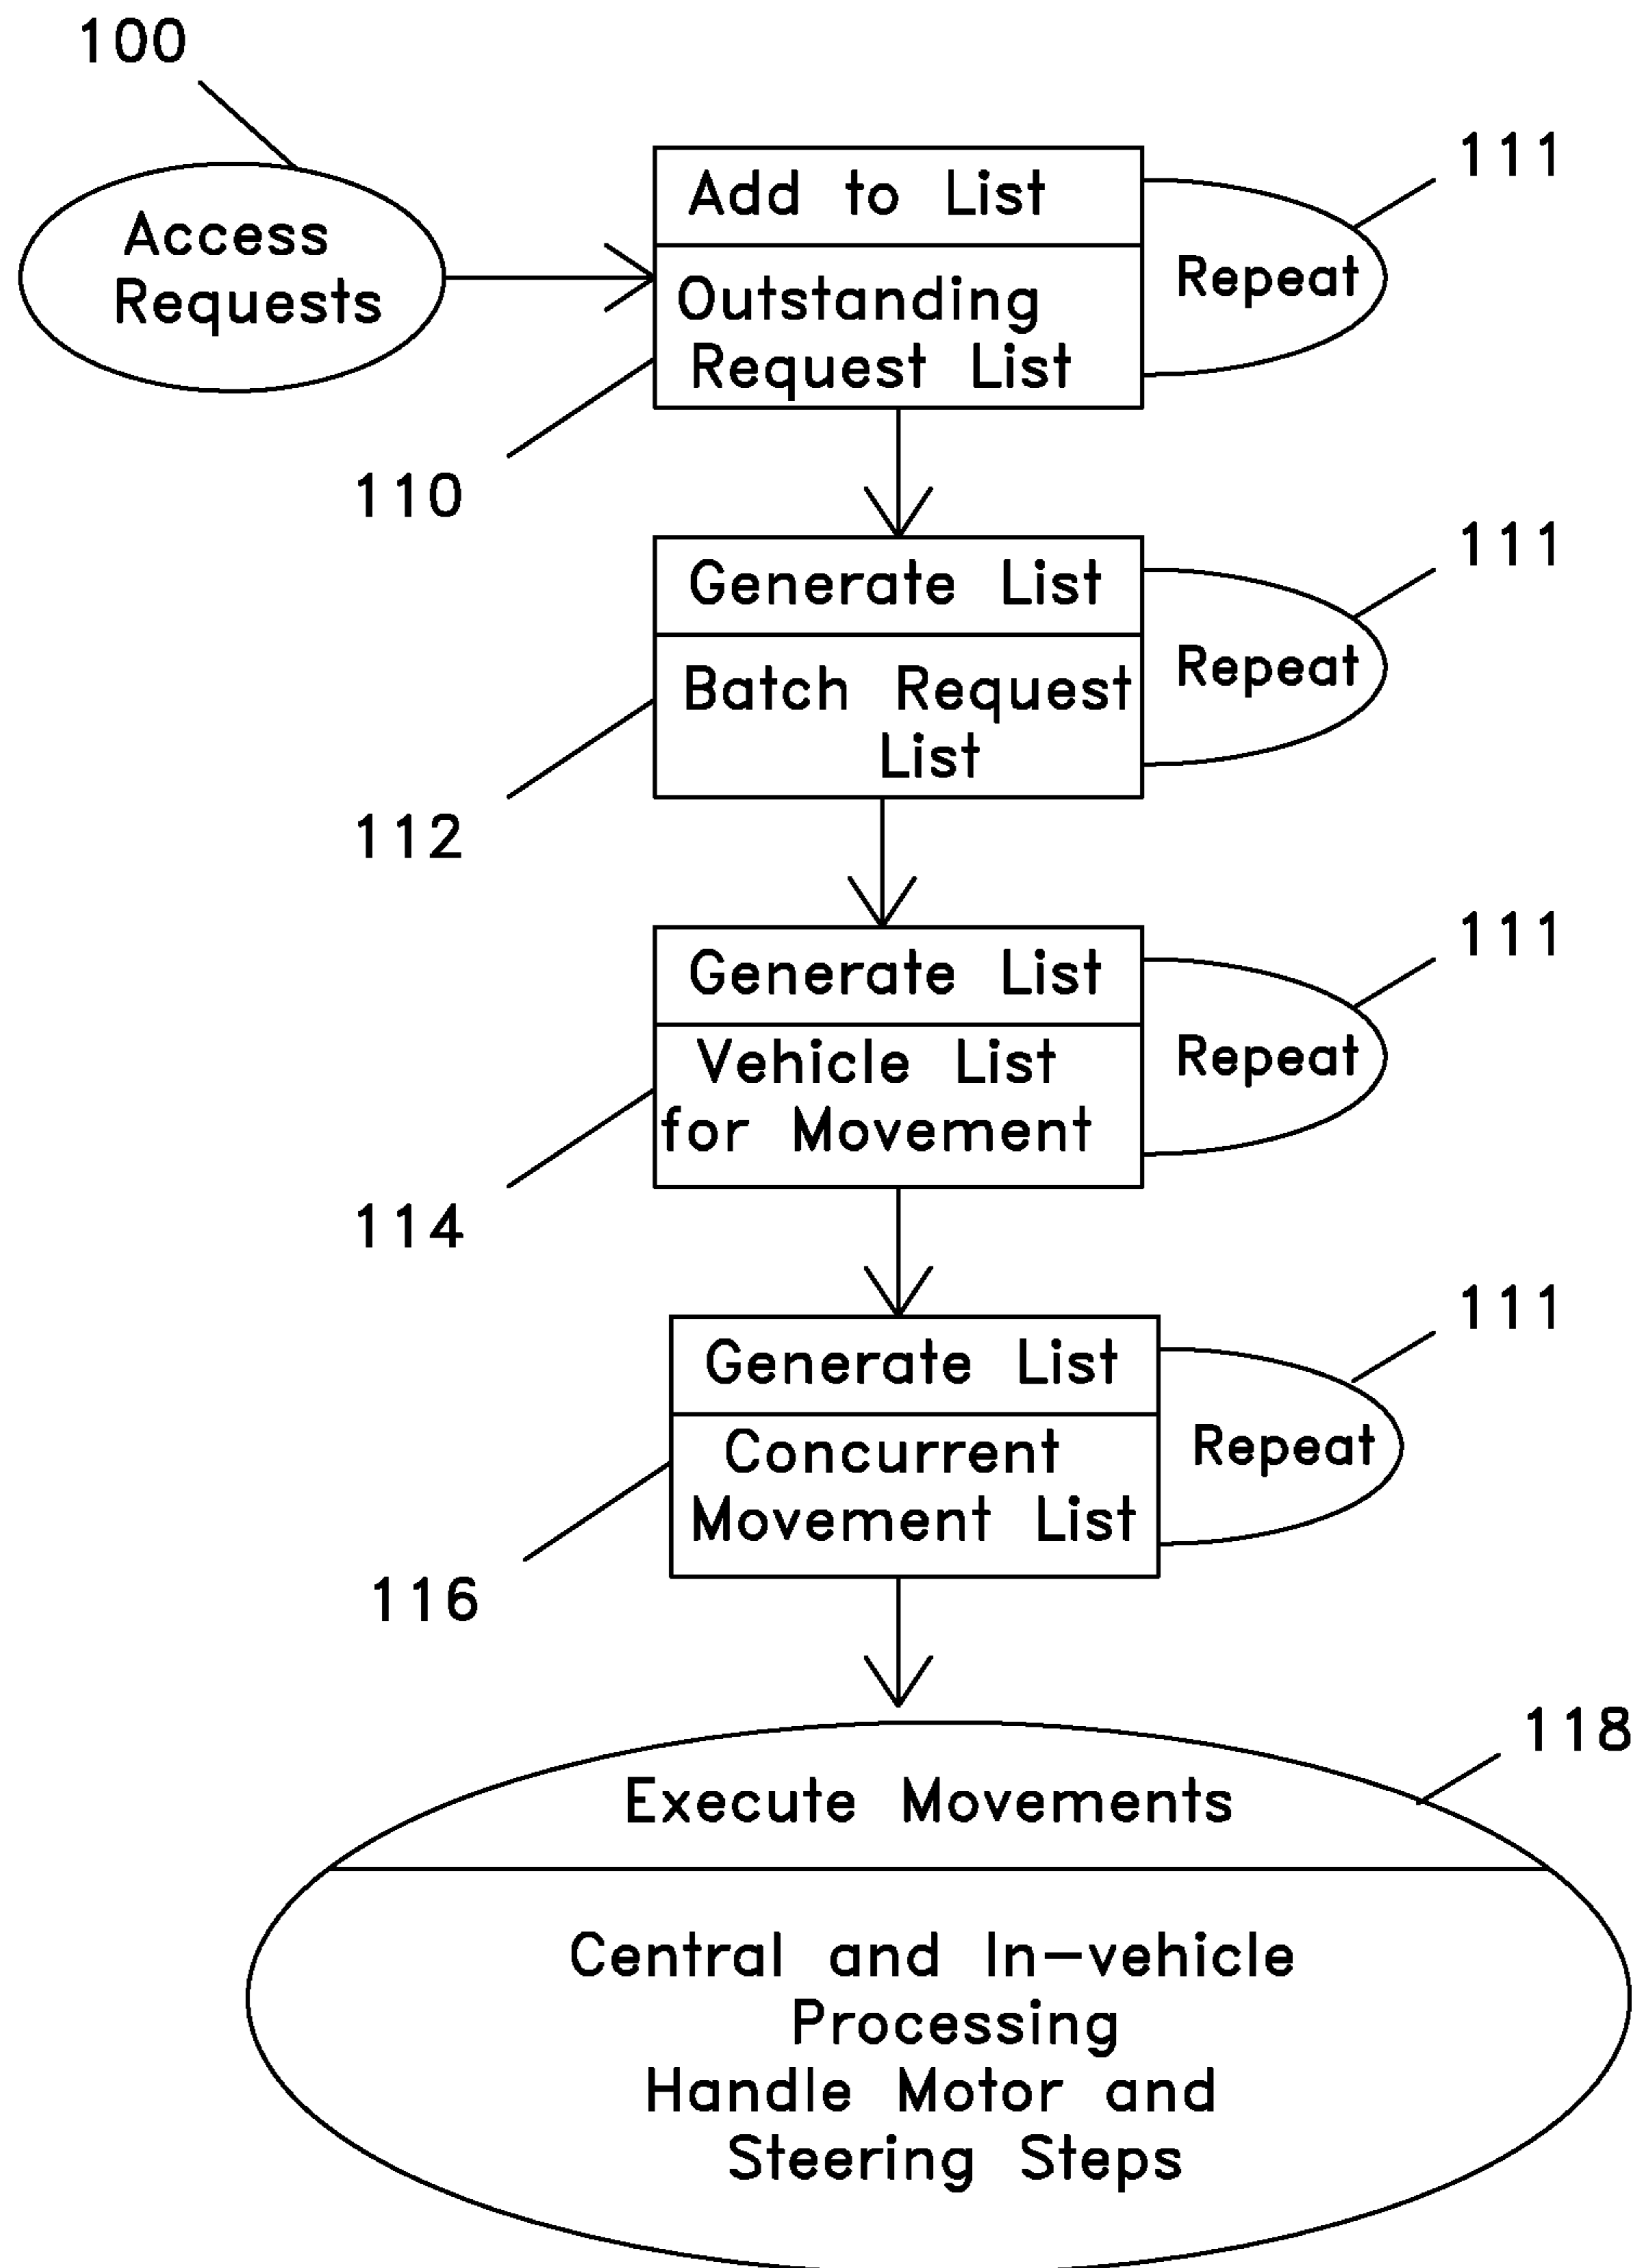 100
Access
Requests
Add to List
Outstanding
Request List
Repeat
111
110
Generate List
Batch Request
List
Repeat
111
112
Generate List
Vehicle List
for Movement
Repeat
111
114
Generate List
Concurrent
Movement List
Repeat
111
116
118
Execute Movements
Central and In-vehicle
Processing
Handle Motor and
Steering Steps